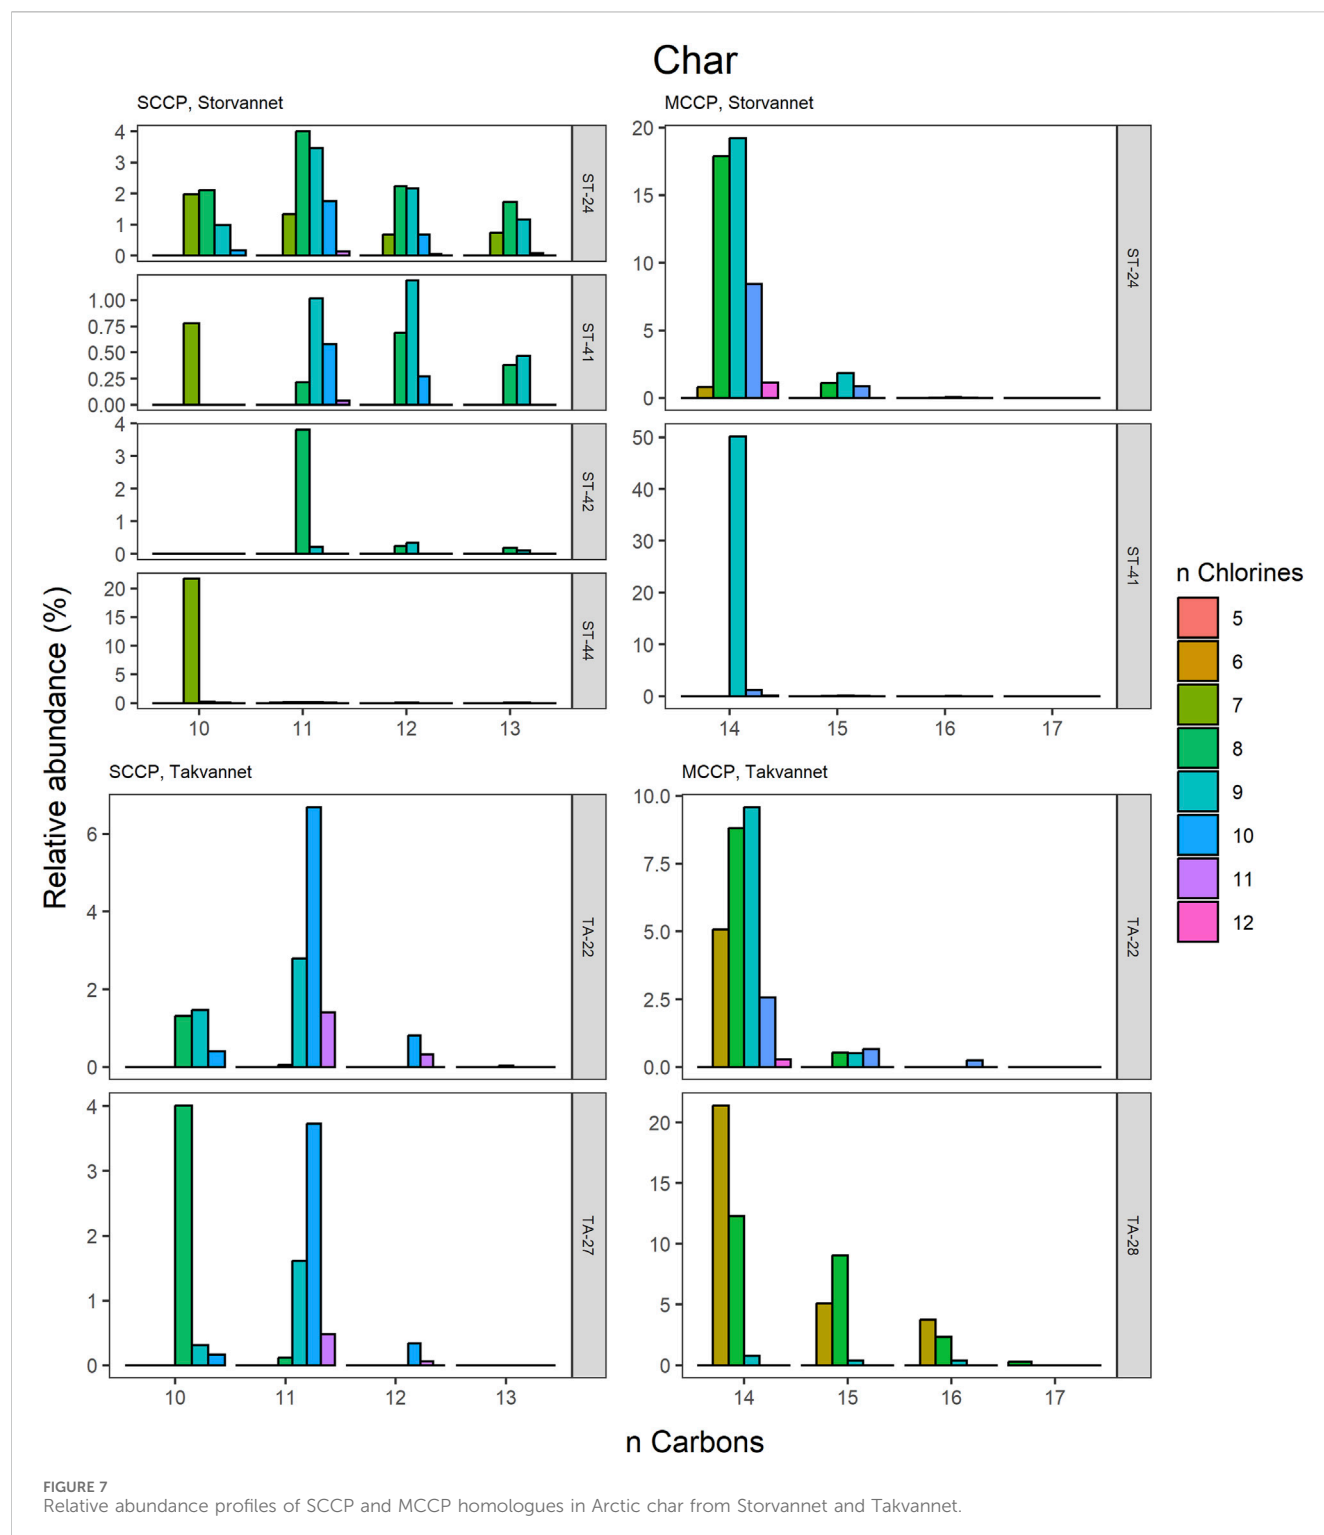 Char
SCCP, Storvannet
4
3
2
1
0
ST-24
1.00
0.75
0.50
0.25
0.00
ST-41
4
3
2
1
0
ST-42
20
15
10
5
0
ST-44
10 11 12 13
MCCP, Storvannet
20
15
10
5
0
ST-24
50
40
30
20
10
0
ST-41
14 15 16 17
Relative abundance (%)
SCCP, Takvannet
6
4
2
0
TA-22
4
3
2
1
0
TA-27
10 11 12 13
MCCP, Takvannet
10.0
7.5
5.0
2.5
0.0
TA-22
20
15
10
5
0
TA-28
14 15 16 17
n Carbons
n Chlorines
5
6
7
8
9
10
11
12
FIGURE 7
Relative abundance profiles of SCCP and MCCP homologues in Arctic char from Storvannet and Takvannet.